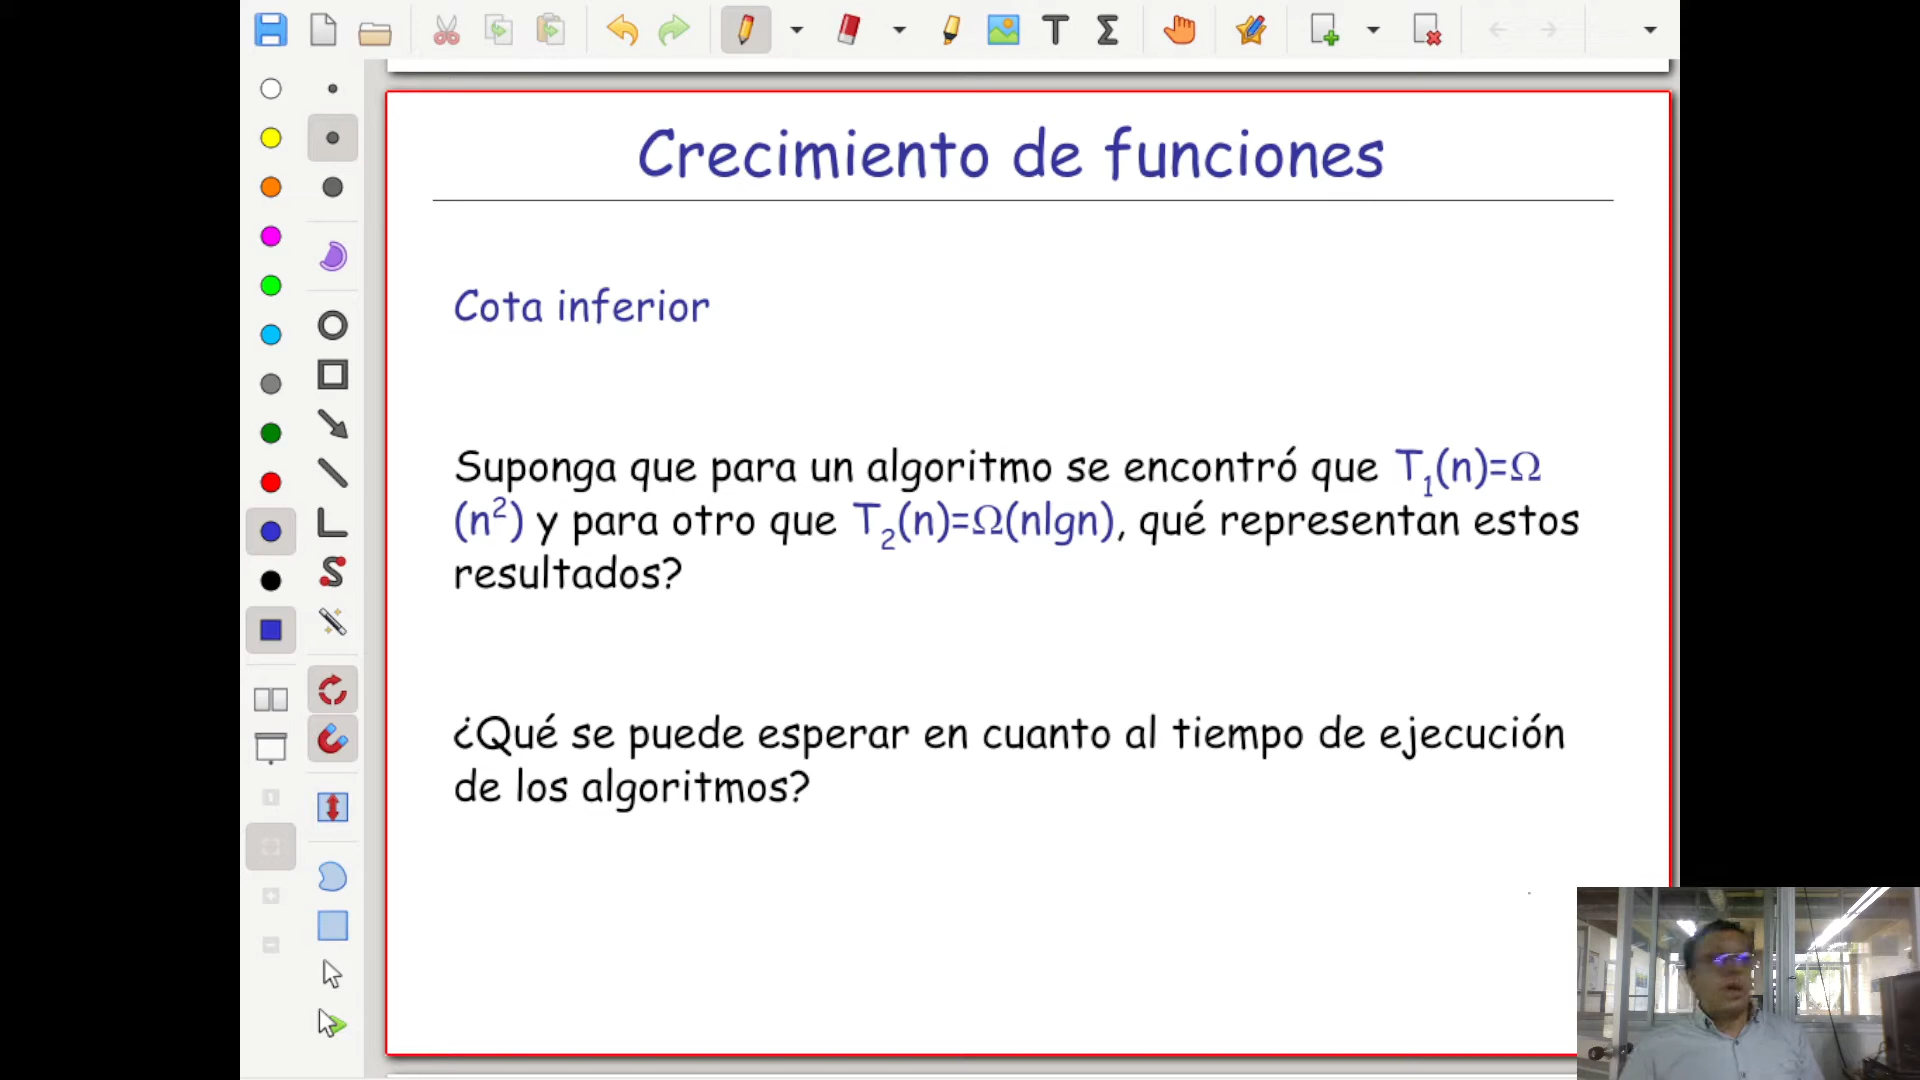 Crecimiento de funciones
Cota inferior
Suponga que para un algoritmo se encontró que T₁(n)=Ω
(n²) y para otro que T₂(n)=Ω(nlgn), qué representan estos
resultados?
¿Qué se puede esperar en cuanto al tiempo de ejecución
de los algoritmos?